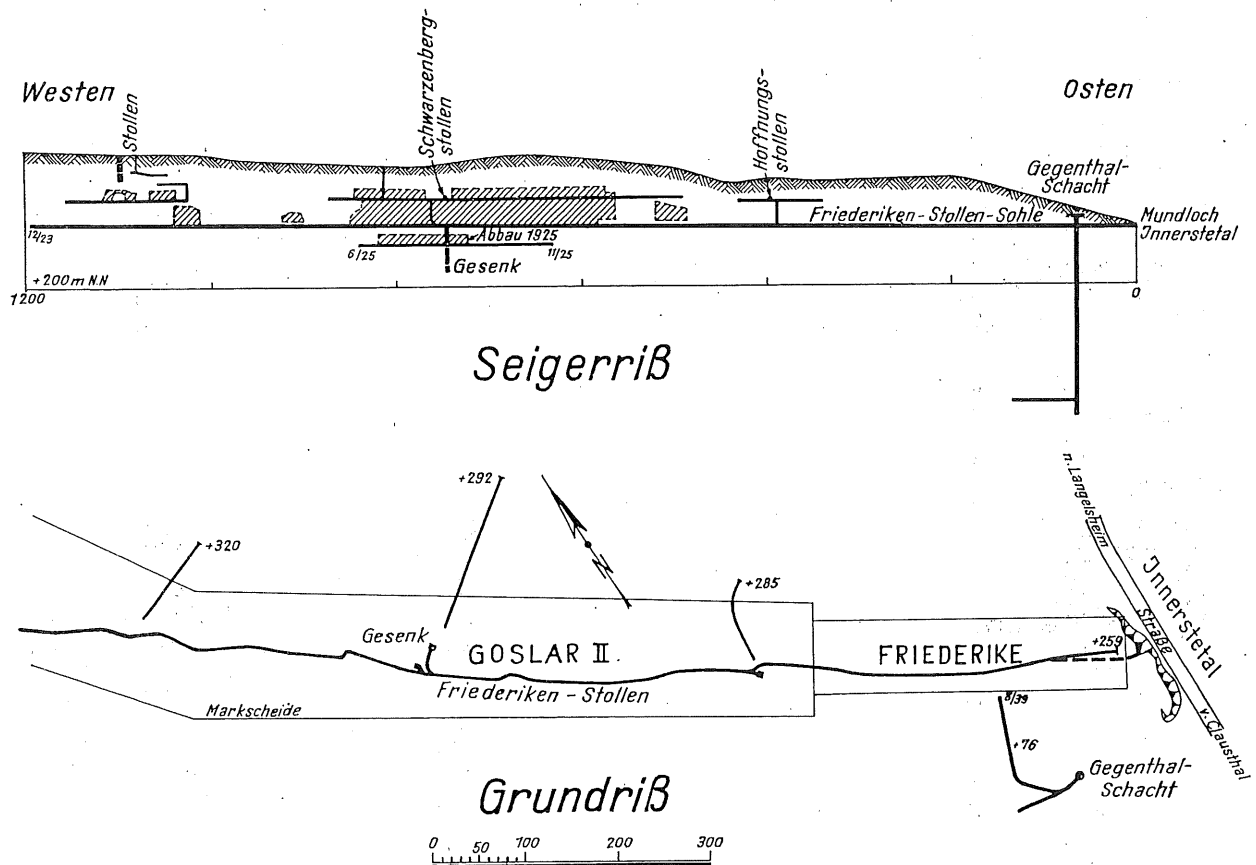 Westen
Osten
Stollen
Schwarzenberg-
stollen
Hoffnungs-
stollen
Gegenthal-
Schacht
Friederiken-Stollen-Sohle
Mundloch
Innerstetal
12/23
Abbau 1925
6/25
11/25
Gesenk
+200 m N.N
1200
0
Seigerriß
+292
+320
+285
n. Langelsheim
Innerstetal
Straße
v. Clausthal
Gesenk
GOSLAR II.
FRIEDERIKE
+259
Friederiken-Stollen
Markscheide
8/39
+76
Gegenthal-
Schacht
Grundriß
0 50 100 200 300